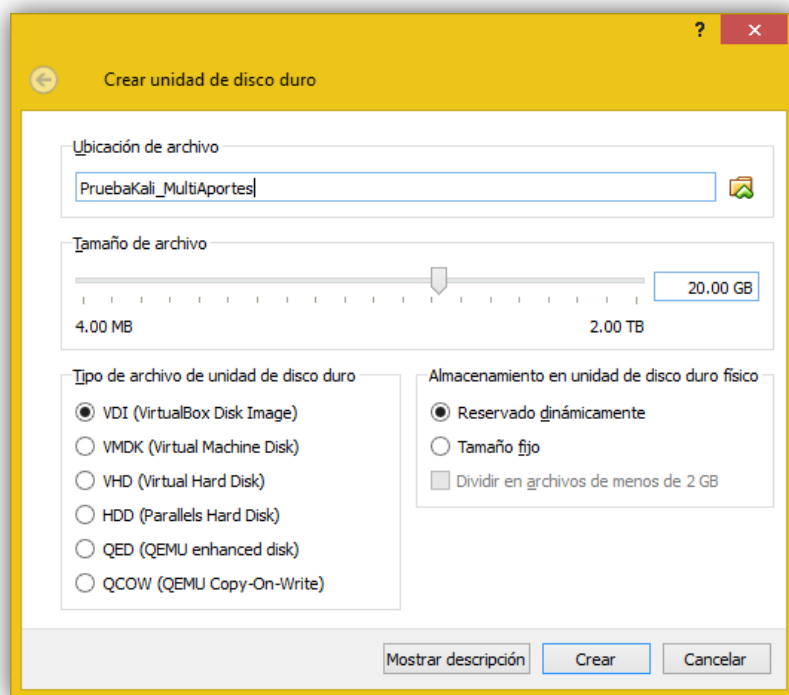 ?
Crear unidad de disco duro
Ubicación de archivo
PruebaKali_MultiAportes
Tamaño de archivo
20.00 GB
4.00 MB 2.00 TB
Tipo de archivo de unidad de disco duro
VDI (VirtualBox Disk Image)
VMDK (Virtual Machine Disk)
VHD (Virtual Hard Disk)
HDD (Parallels Hard Disk)
QED (QEMU enhanced disk)
QCOW (QEMU Copy-On-Write)
Almacenamiento en unidad de disco duro físico
Reservado dinámicamente
Tamaño fijo
Dividir en archivos de menos de 2 GB
Mostrar descripción Crear Cancelar